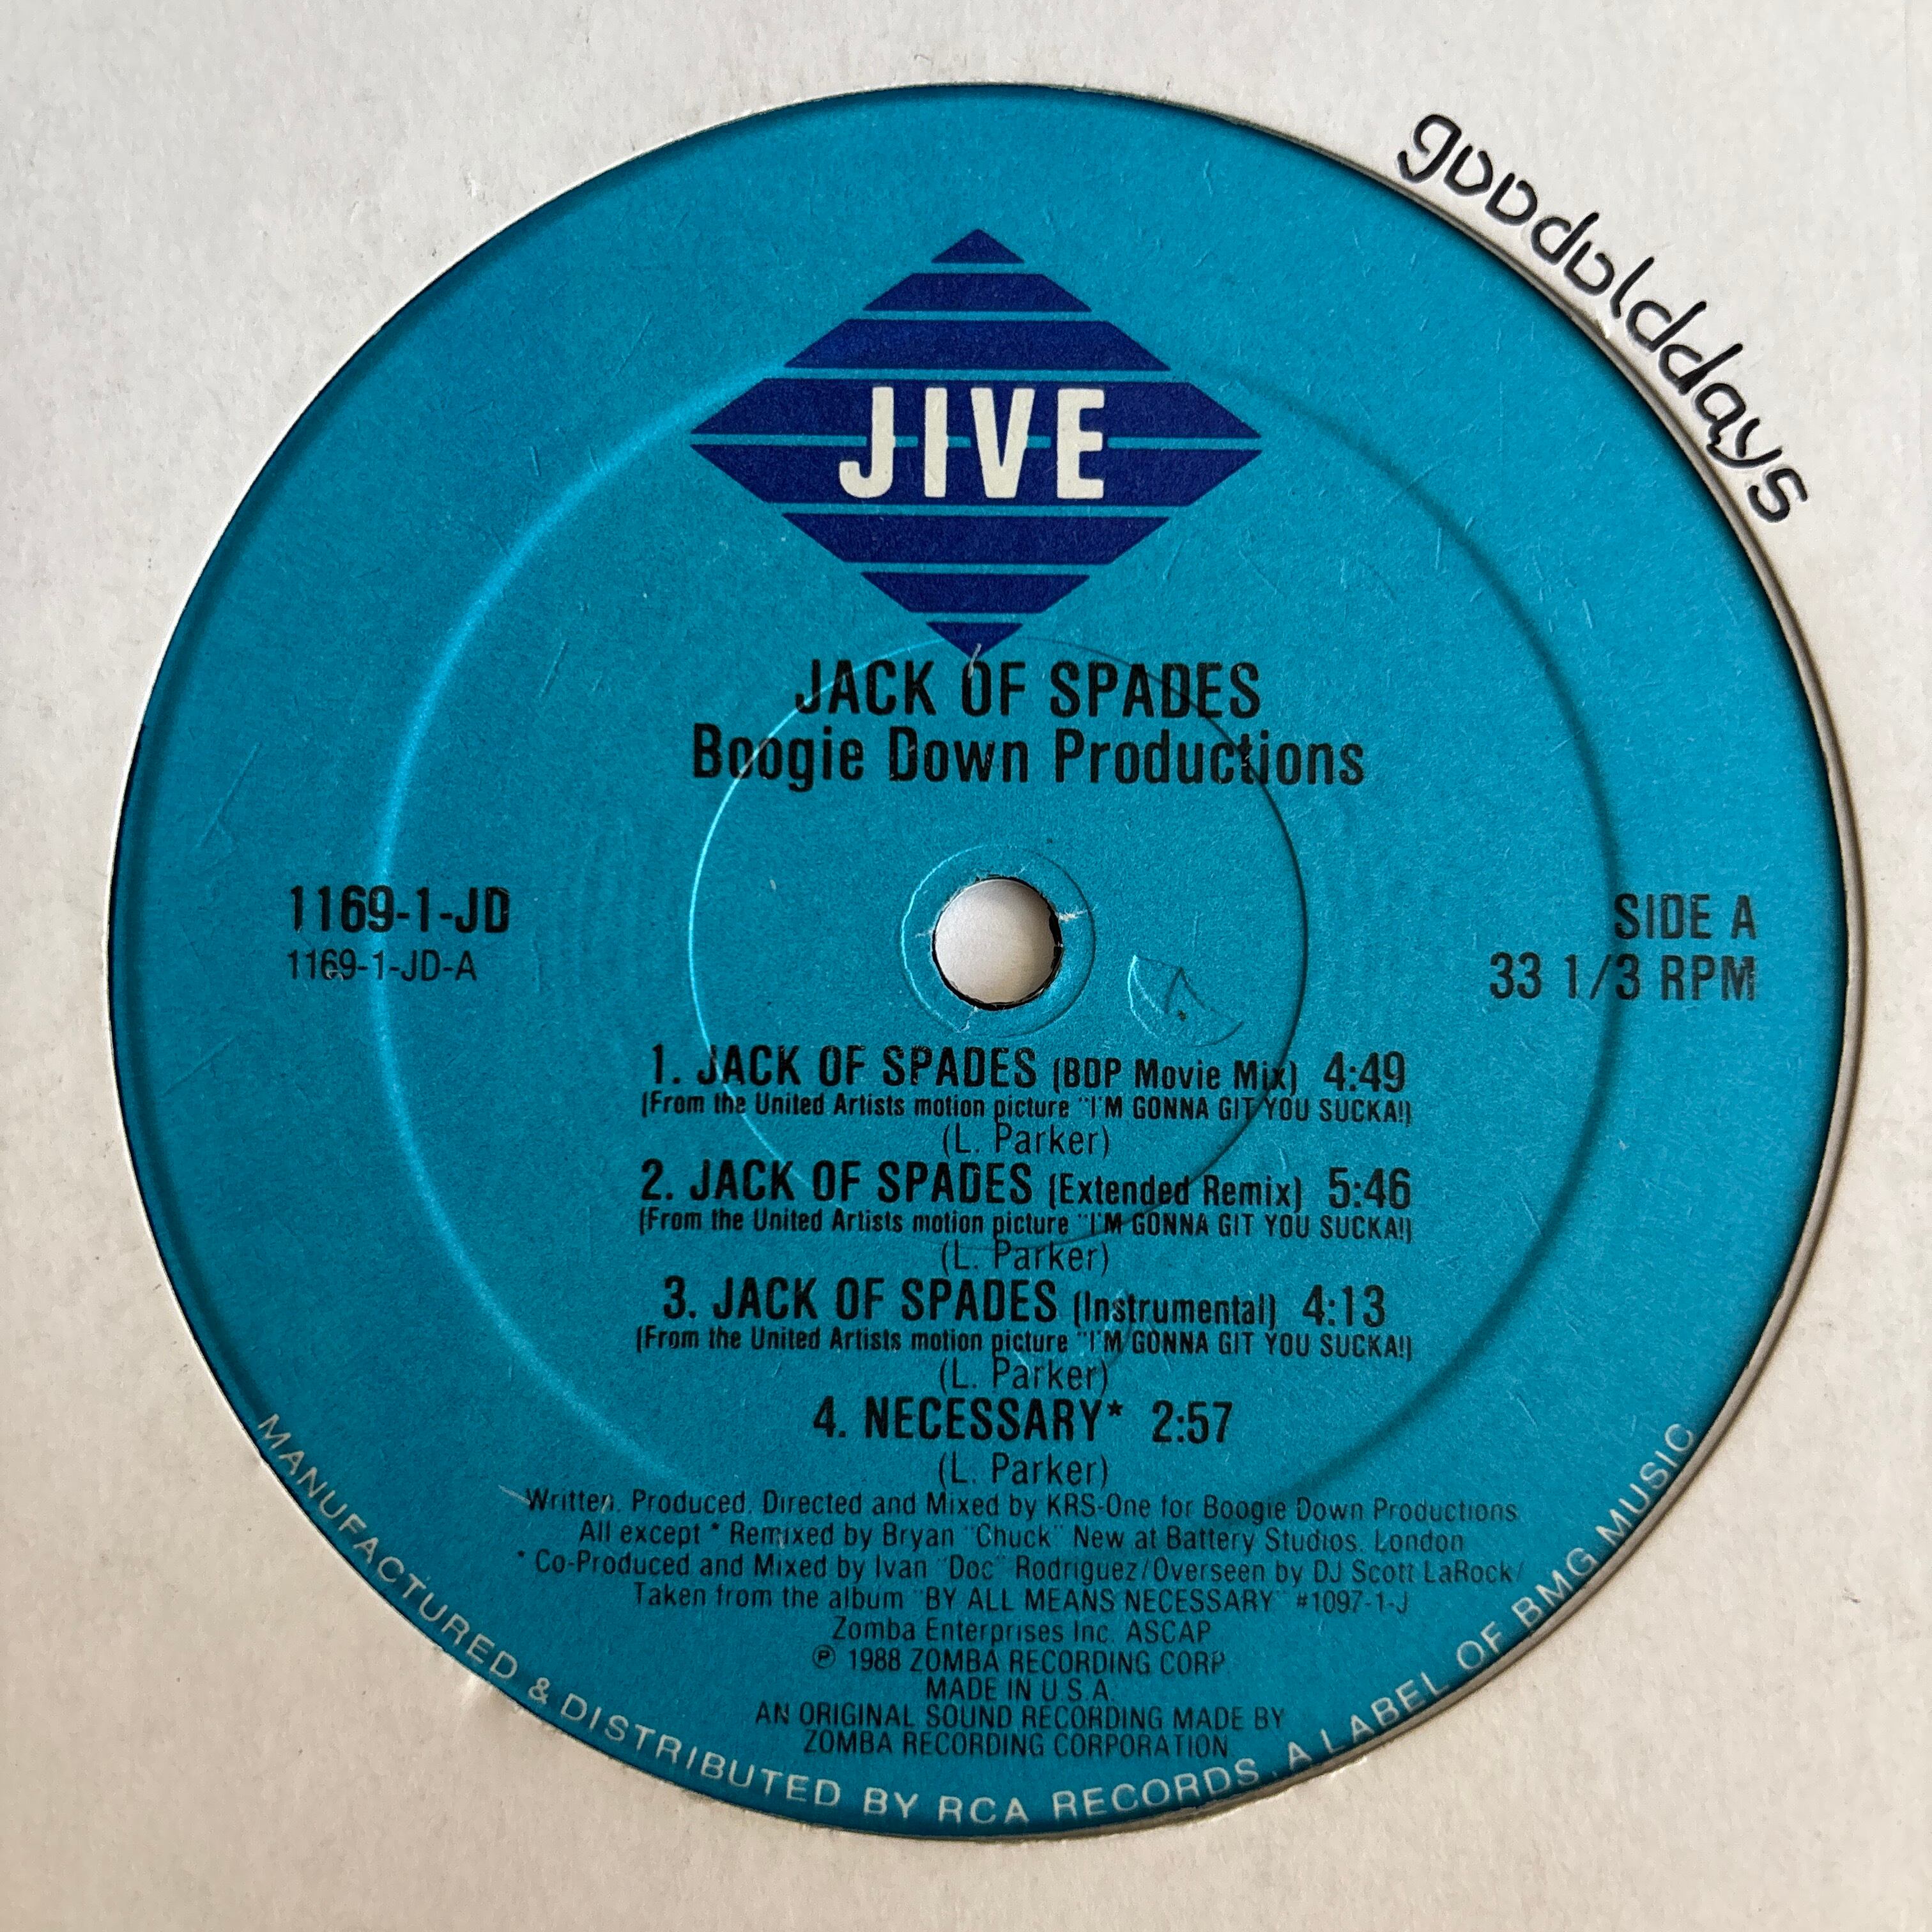 goodolddays
JIVE
JACK OF SPADES
Boogie Down Productions
1169-1-JD
1169-1-JD-A
SIDE A
33 1/3 RPM
1. JACK OF SPADES (BDP Movie Mix) 4:49
(From the United Artists motion picture "I'M GONNA GIT YOU SUCKA!)
(L. Parker)
2. JACK OF SPADES (Extended Remix) 5:46
(From the United Artists motion picture "I'M GONNA GIT YOU SUCKA!)
(L. Parker)
3. JACK OF SPADES (Instrumental) 4:13
(From the United Artists motion picture "I'M GONNA GIT YOU SUCKA!)
(L. Parker)
4. NECESSARY* 2:57
(L. Parker)
Written, Produced, Directed and Mixed by KRS-One for Boogie Down Productions
All except * Remixed by Bryan "Chuck" New at Battery Studios, London
* Co-Produced and Mixed by Ivan "Doc" Rodriguez/Overseen by DJ Scott LaRock/
Taken from the album "BY ALL MEANS NECESSARY" #1097-1-J
Zomba Enterprises Inc. ASCAP
℗ 1988 ZOMBA RECORDING CORP
MADE IN U.S.A.
AN ORIGINAL SOUND RECORDING MADE BY
ZOMBA RECORDING CORPORATION
MANUFACTURED & DISTRIBUTED BY RCA RECORDS, A LABEL OF BMG MUSIC